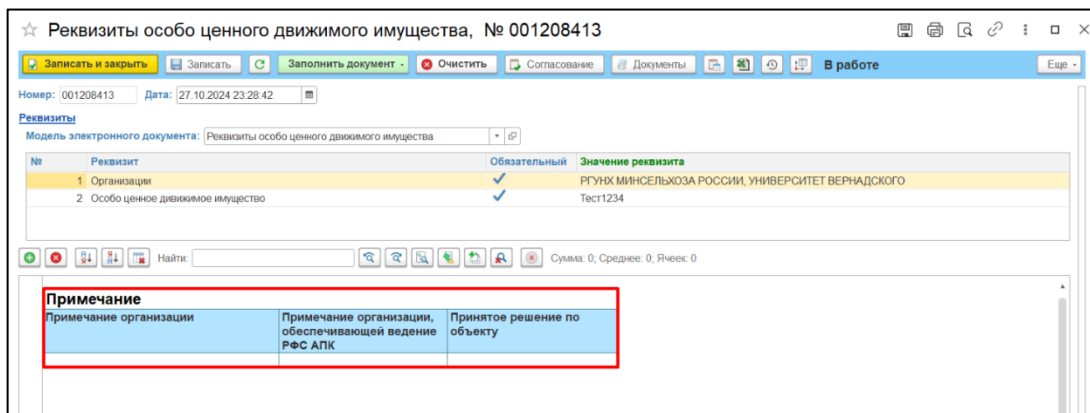 Реквизиты особо ценного движимого имущества, № 001208413
Записать и закрыть Записать Заполнить документ Очистить Согласование Документы В работе Еще
Номер: 001208413 Дата: 27.10.2024 23:28:42
Реквизиты
Модель электронного документа: Реквизиты особо ценного движимого имущества
№ Реквизит Обязательный Значение реквизита
1 Организации РГУНХ МИНСЕЛЬХОЗА РОССИИ, УНИВЕРСИТЕТ ВЕРНАДСКОГО
2 Особо ценное дивижимое имущество Тест1234
Найти: Сумма: 0; Среднее: 0; Ячеек: 0
Примечание
Примечание организации Примечание организации, Принятое решение по
обеспечивающей ведение объекту
РФС АПК